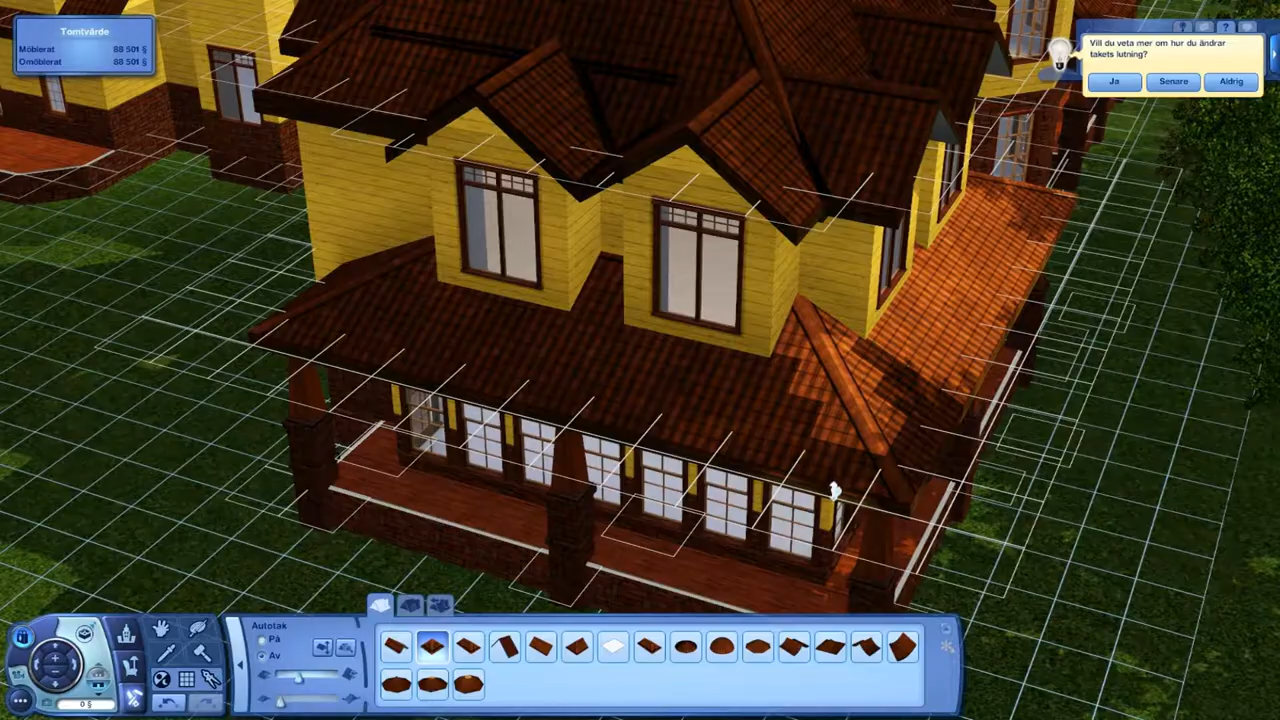 Tomtvärde
Möblerat 88 501 §
Omöblerat 88 501 §
Vill du veta mer om hur du ändrar
takets lutning?
Ja Senare Aldrig
Autotak
På
Av
0 §